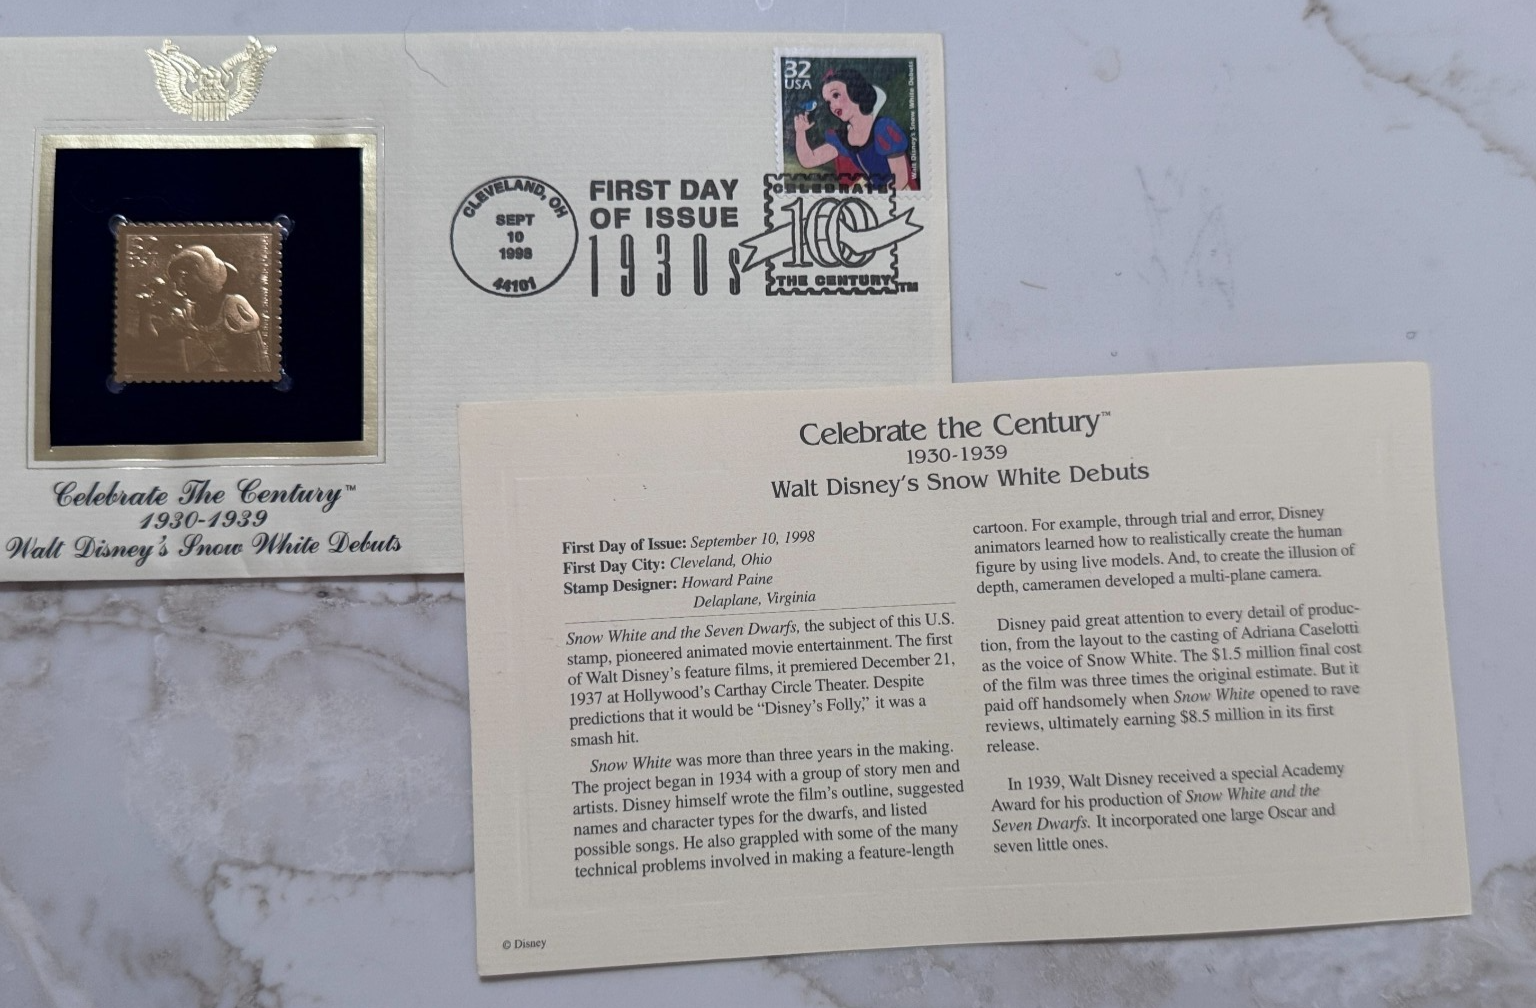 32
USA
Walt Disney's Snow White Debuts
CLEVELAND, OH
SEPT
10
1998
44101
FIRST DAY
OF ISSUE
1930s
CELEBRATE
100
THE CENTURY™
Celebrate The Century™
1930-1939
Walt Disney's Snow White Debuts
Celebrate the Century™
1930-1939
Walt Disney's Snow White Debuts
First Day of Issue: September 10, 1998
First Day City: Cleveland, Ohio
Stamp Designer: Howard Paine
Delaplane, Virginia
Snow White and the Seven Dwarfs, the subject of this U.S.
stamp, pioneered animated movie entertainment. The first
of Walt Disney's feature films, it premiered December 21,
1937 at Hollywood's Carthay Circle Theater. Despite
predictions that it would be “Disney's Folly,” it was a
smash hit.
Snow White was more than three years in the making.
The project began in 1934 with a group of story men and
artists. Disney himself wrote the film's outline, suggested
names and character types for the dwarfs, and listed
possible songs. He also grappled with some of the many
technical problems involved in making a feature-length
cartoon. For example, through trial and error, Disney
animators learned how to realistically create the human
figure by using live models. And, to create the illusion of
depth, cameramen developed a multi-plane camera.
Disney paid great attention to every detail of produc-
tion, from the layout to the casting of Adriana Caselotti
as the voice of Snow White. The $1.5 million final cost
of the film was three times the original estimate. But it
paid off handsomely when Snow White opened to rave
reviews, ultimately earning $8.5 million in its first
release.
In 1939, Walt Disney received a special Academy
Award for his production of Snow White and the
Seven Dwarfs. It incorporated one large Oscar and
seven little ones.
© Disney